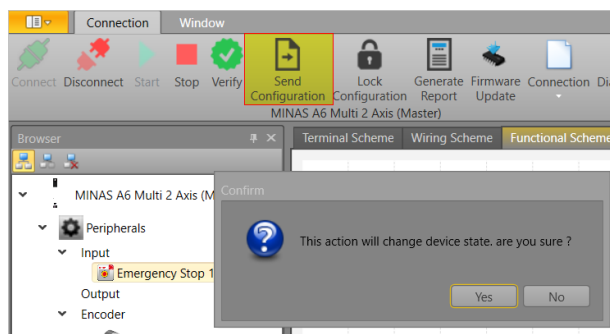 Connection Window
Connect Disconnect Start Stop Verify Send Configuration Lock Configuration Generate Report Firmware Update Connection
MINAS A6 Multi 2 Axis (Master)
Browser
Terminal Scheme Wiring Scheme Functional Scheme
MINAS A6 Multi 2 Axis (M
Confirm
Peripherals
This action will change device state. are you sure ?
Input
Emergency Stop 1
Output
Yes No
Encoder